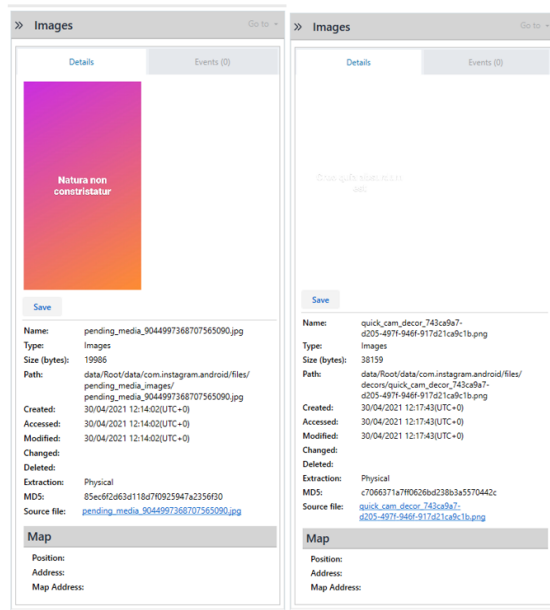 Images
Go to
Details
Events (0)
Natura non
constristatur
Save
Name: pending_media_9044997368707565090.jpg
Type: Images
Size (bytes): 19986
Path: data/Root/data/com.instagram.android/files/
pending_media_images/
pending_media_9044997368707565090.jpg
Created: 30/04/2021 12:14:02(UTC+0)
Accessed: 30/04/2021 12:14:02(UTC+0)
Modified: 30/04/2021 12:14:02(UTC+0)
Changed:
Deleted:
Extraction: Physical
MD5: 85ec6f2d63d118d7f0925947a2356f30
Source file: pending_media_9044997368707565090.jpg
Map
Position:
Address:
Map Address:
Images
Go to
Details
Events (0)
Save
Name: quick_cam_decor_743ca9a7-
d205-497f-946f-917d21ca9c1b.png
Type: Images
Size (bytes): 38159
Path: data/Root/data/com.instagram.android/files/
decors/quick_cam_decor_743ca9a7-
d205-497f-946f-917d21ca9c1b.png
Created: 30/04/2021 12:17:43(UTC+0)
Accessed: 30/04/2021 12:17:43(UTC+0)
Modified: 30/04/2021 12:17:43(UTC+0)
Changed:
Deleted:
Extraction: Physical
MD5: c7066371a7ff0626bd238b3a5570442c
Source file: quick_cam_decor_743ca9a7-
d205-497f-946f-917d21ca9c1b.png
Map
Position:
Address:
Map Address: